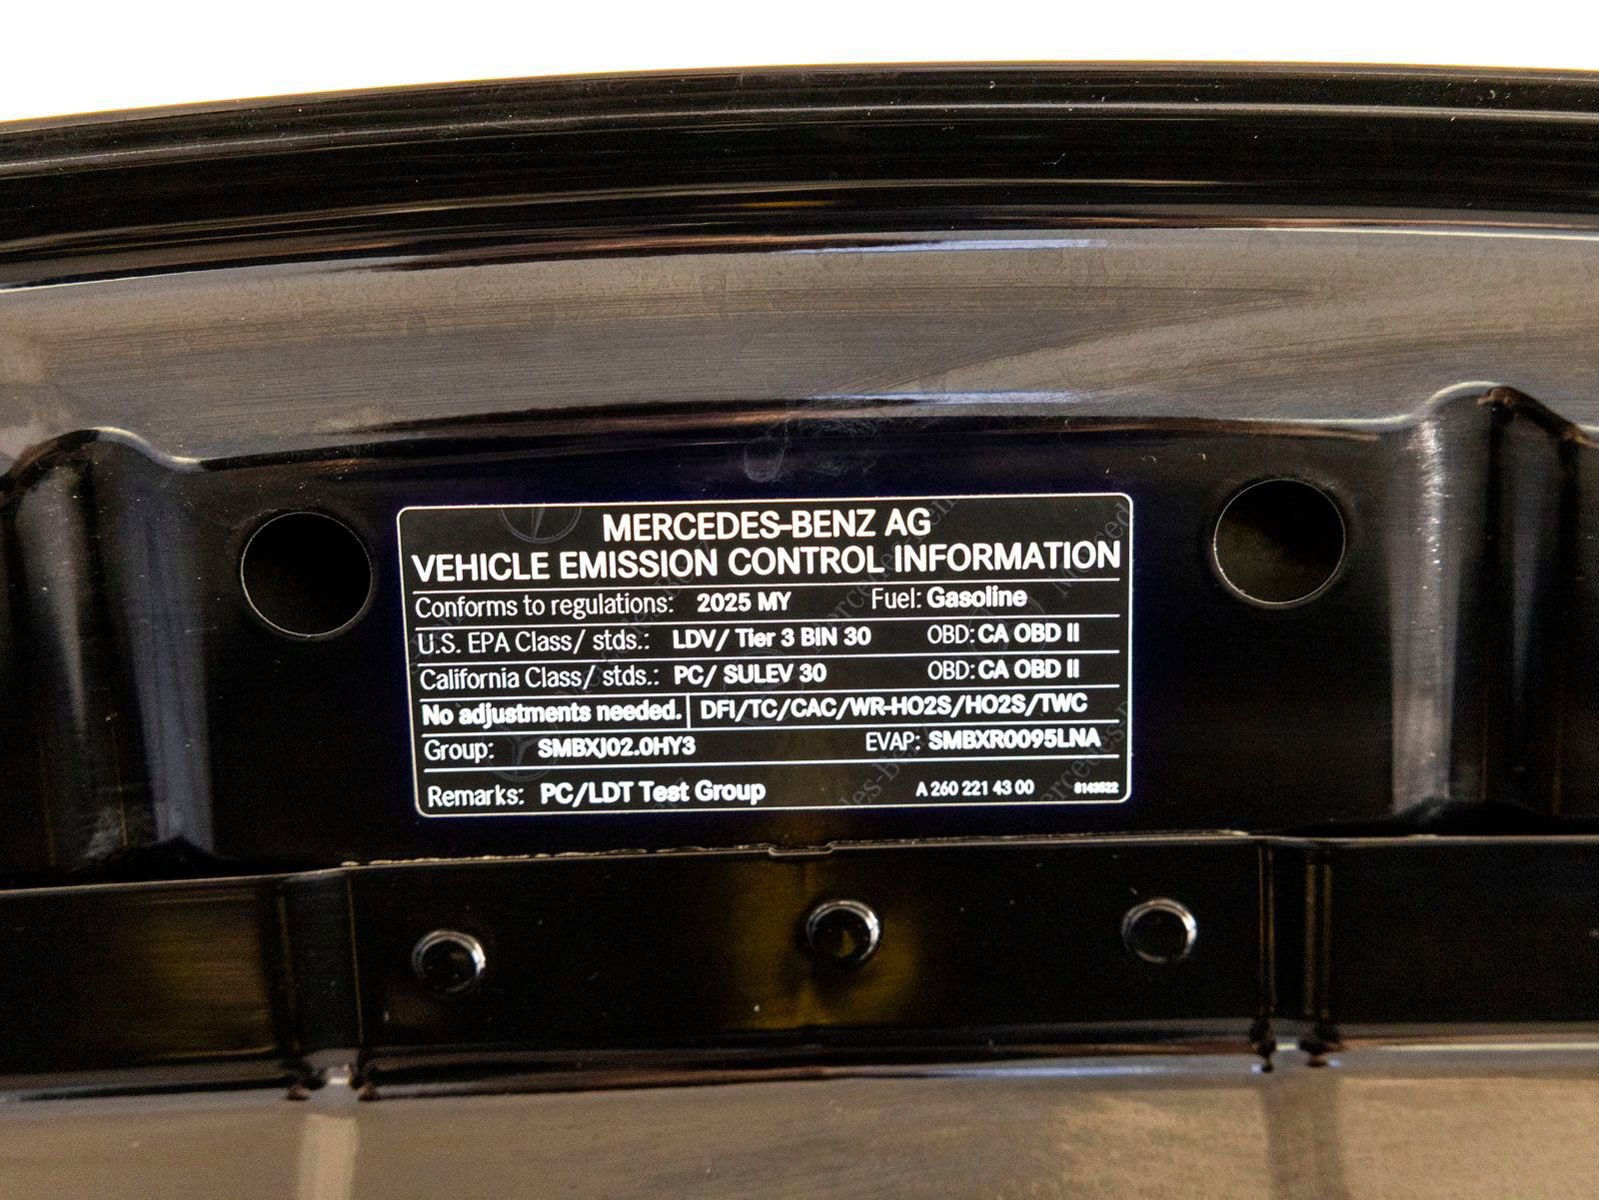 MERCEDES-BENZ AG
VEHICLE EMISSION CONTROL INFORMATION
Conforms to regulations: 2025 MY Fuel: Gasoline
U.S. EPA Class/ stds.: LDV/ Tier 3 BIN 30 OBD: CA OBD II
California Class/ stds.: PC/ SULEV 30 OBD: CA OBD II
No adjustments needed. DFI/TC/CAC/WR-HO2S/HO2S/TWC
Group: SMBXJ02.0HY3 EVAP: SMBXR0095LNA
Remarks: PC/LDT Test Group A 260 221 43 00